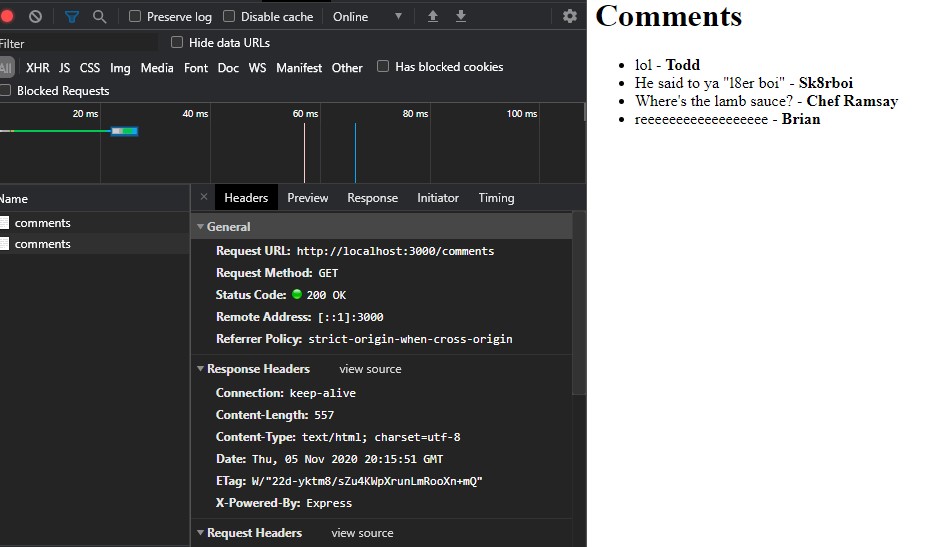 Preserve log Disable cache Online
Filter Hide data URLs
All XHR JS CSS Img Media Font Doc WS Manifest Other Has blocked cookies
Blocked Requests
20 ms 40 ms 60 ms 80 ms 100 ms
Name
comments
comments
× Headers Preview Response Initiator Timing
General
Request URL: http://localhost:3000/comments
Request Method: GET
Status Code: 200 OK
Remote Address: [::1]:3000
Referrer Policy: strict-origin-when-cross-origin
Response Headers view source
Connection: keep-alive
Content-Length: 557
Content-Type: text/html; charset=utf-8
Date: Thu, 05 Nov 2020 20:15:51 GMT
ETag: W/"22d-yktm8/sZu4KWpXrunLmRooXn+mQ"
X-Powered-By: Express
Request Headers view source
Comments
lol - Todd
He said to ya "l8er boi" - Sk8rboi
Where's the lamb sauce? - Chef Ramsay
reeeeeeeeeeeeeeeeee - Brian